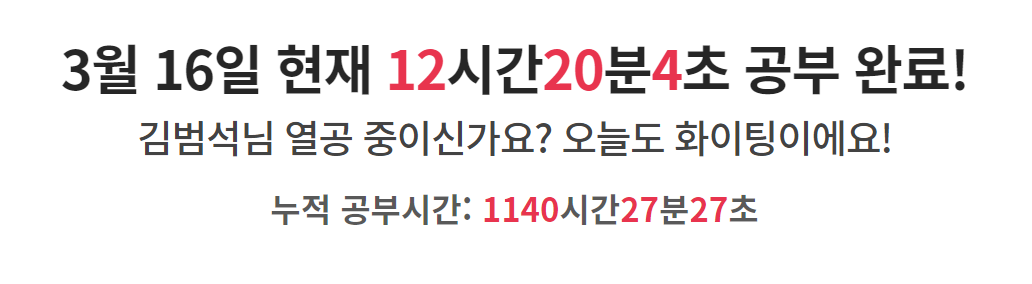 3월 16일 현재 12시간20분4초 공부 완료!
김범석님 열공 중이신가요? 오늘도 화이팅이에요!
누적 공부시간: 1140시간27분27초